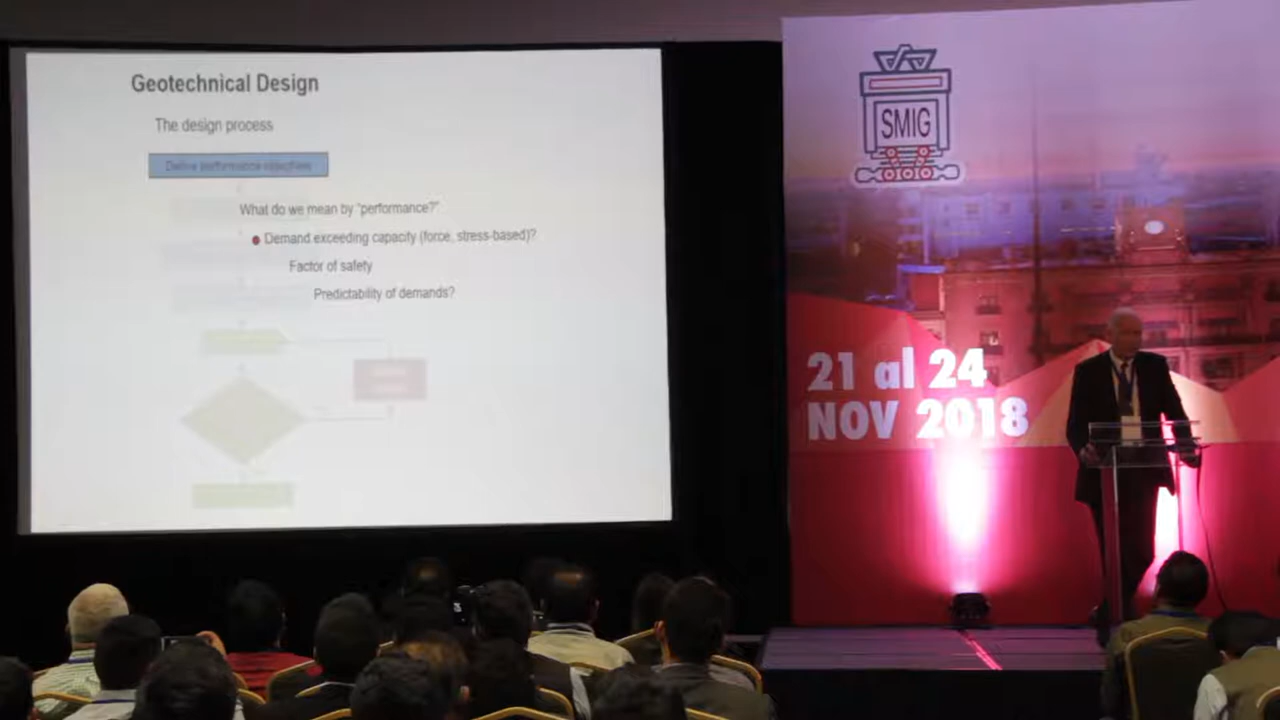 Geotechnical Design
The design process
Define performance objectives
What do we mean by "performance?"
Demand exceeding capacity (force, stress-based)?
Factor of safety
Predictability of demands?
SMIG
21 al 24
NOV 2018